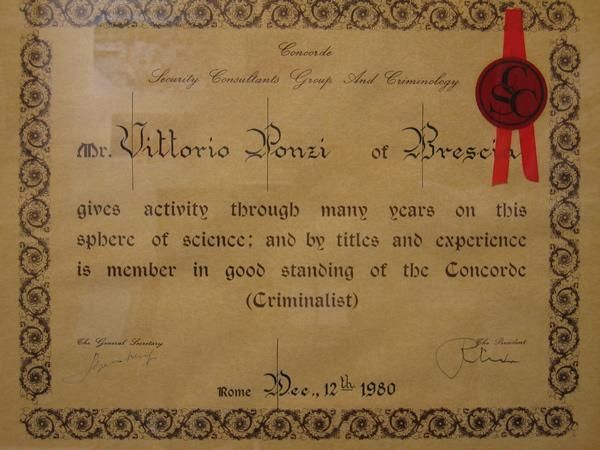 Concorde
Security Consultants Group And Criminology
CSC
Mr. Vittorio Ponzi of Brescia
gives activity through many years on this
sphere of science; and by titles and experience
is member in good standing of the Concorde
(Criminalist)
The General Secretary
The President
Rome Dec., 12th 1980